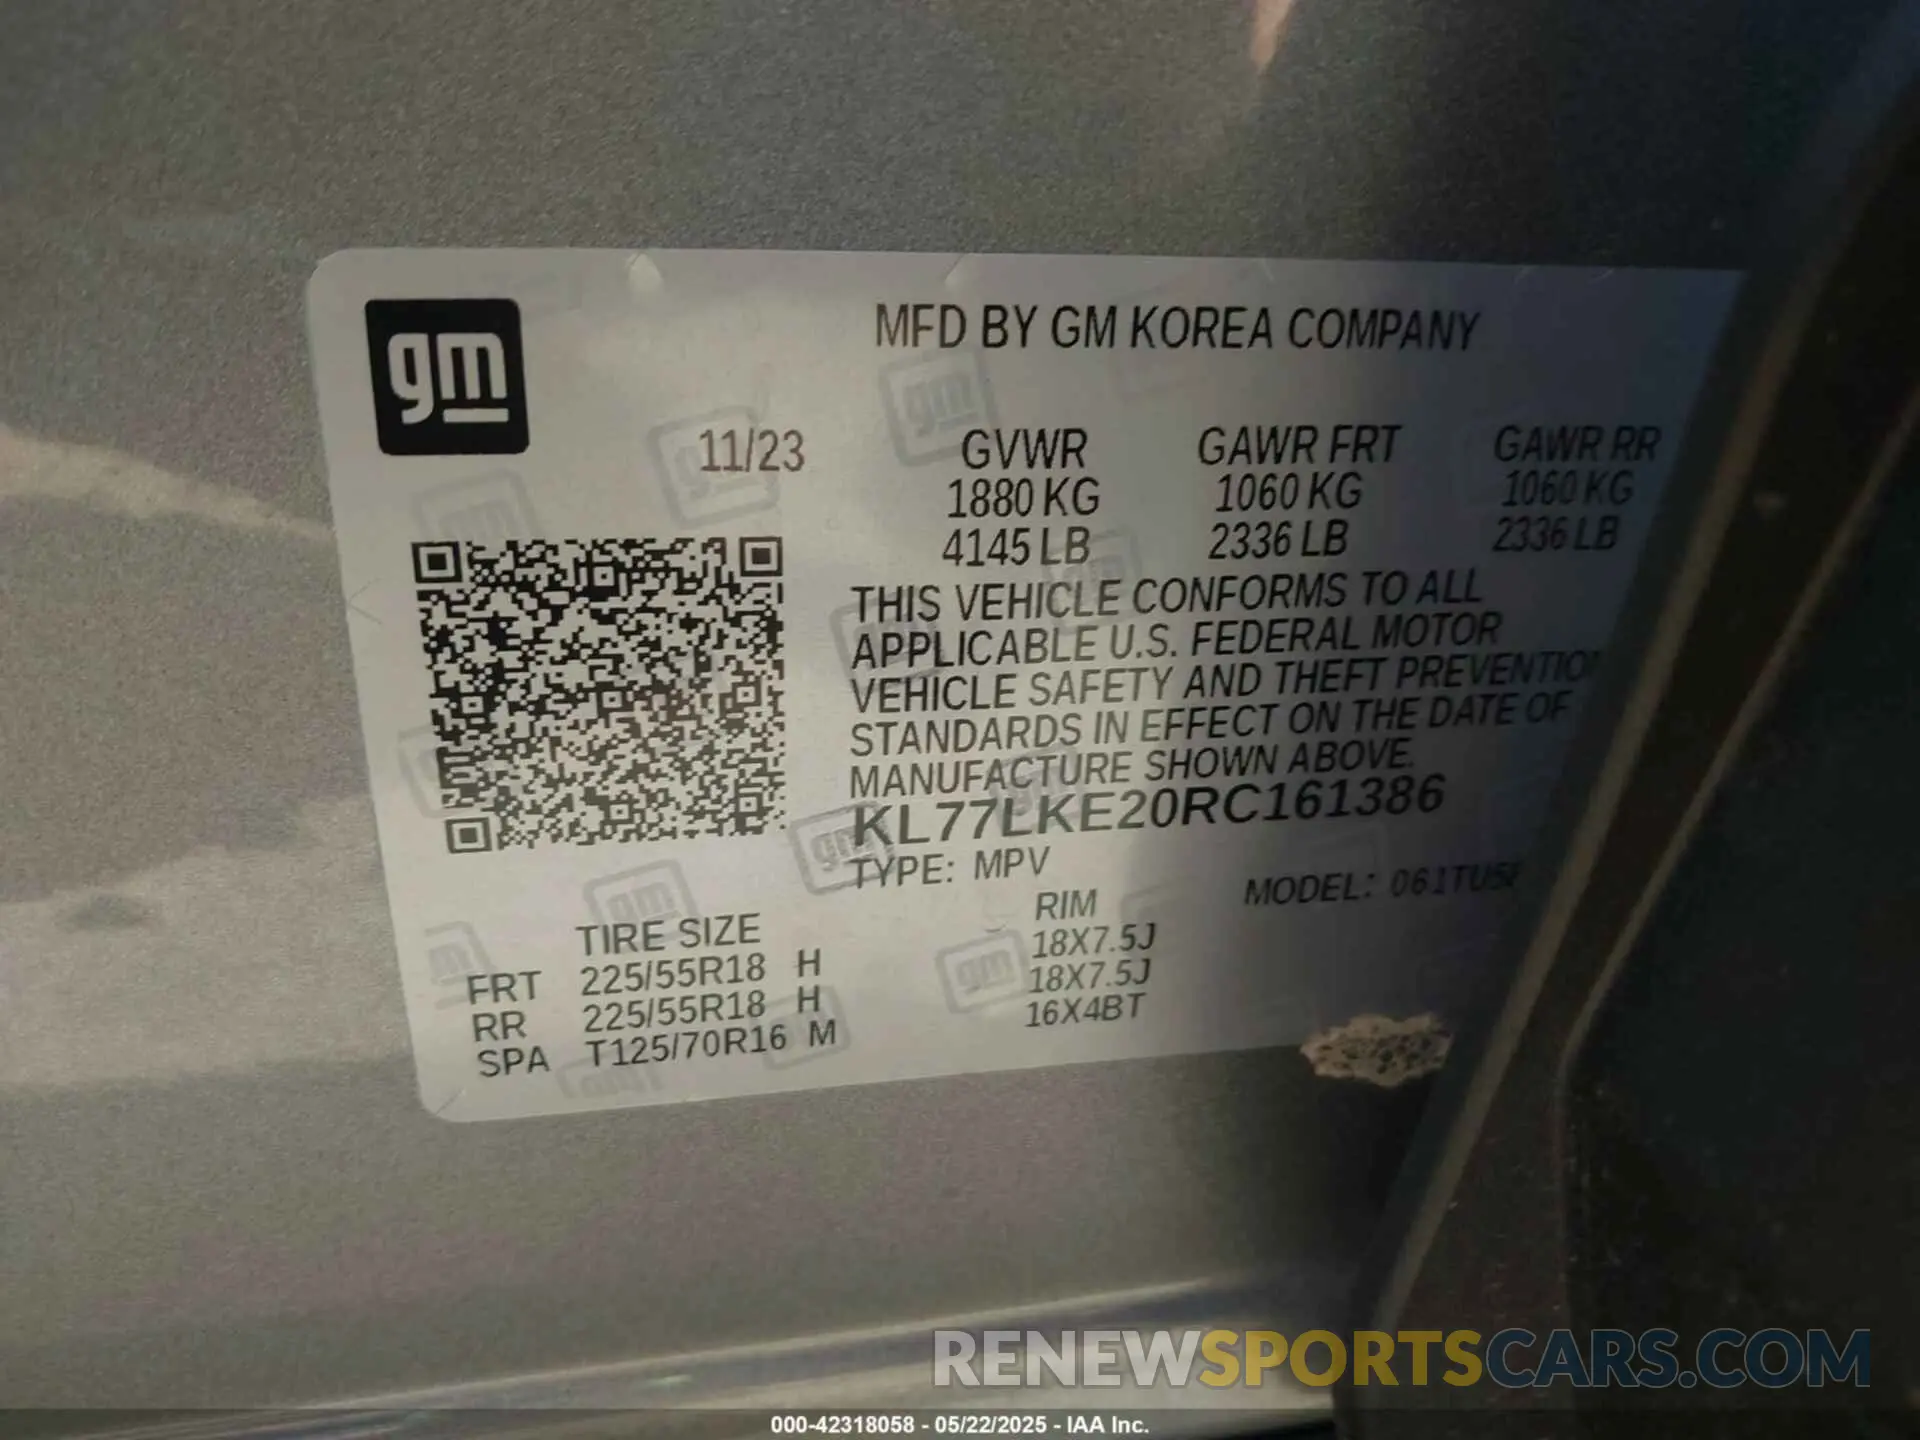 gm
MFD BY GM KOREA COMPANY
11/23
GVWR GAWR FRT GAWR RR
1880 KG 1060 KG 1060 KG
4145 LB 2336 LB 2336 LB
THIS VEHICLE CONFORMS TO ALL
APPLICABLE U.S. FEDERAL MOTOR
VEHICLE SAFETY AND THEFT PREVENTIO
STANDARDS IN EFFECT ON THE DATE OF
MANUFACTURE SHOWN ABOVE.
KL77LKE20RC161386
TYPE: MPV MODEL:
TIRE SIZE RIM
FRT 225/55R18 H 18X7.5J
RR 225/55R18 H 18X7.5J
SPA T125/70R16 M 16X4BT
RENEWSPORTSCARS.COM
000-42318058 - 05/22/2025 - IAA Inc.